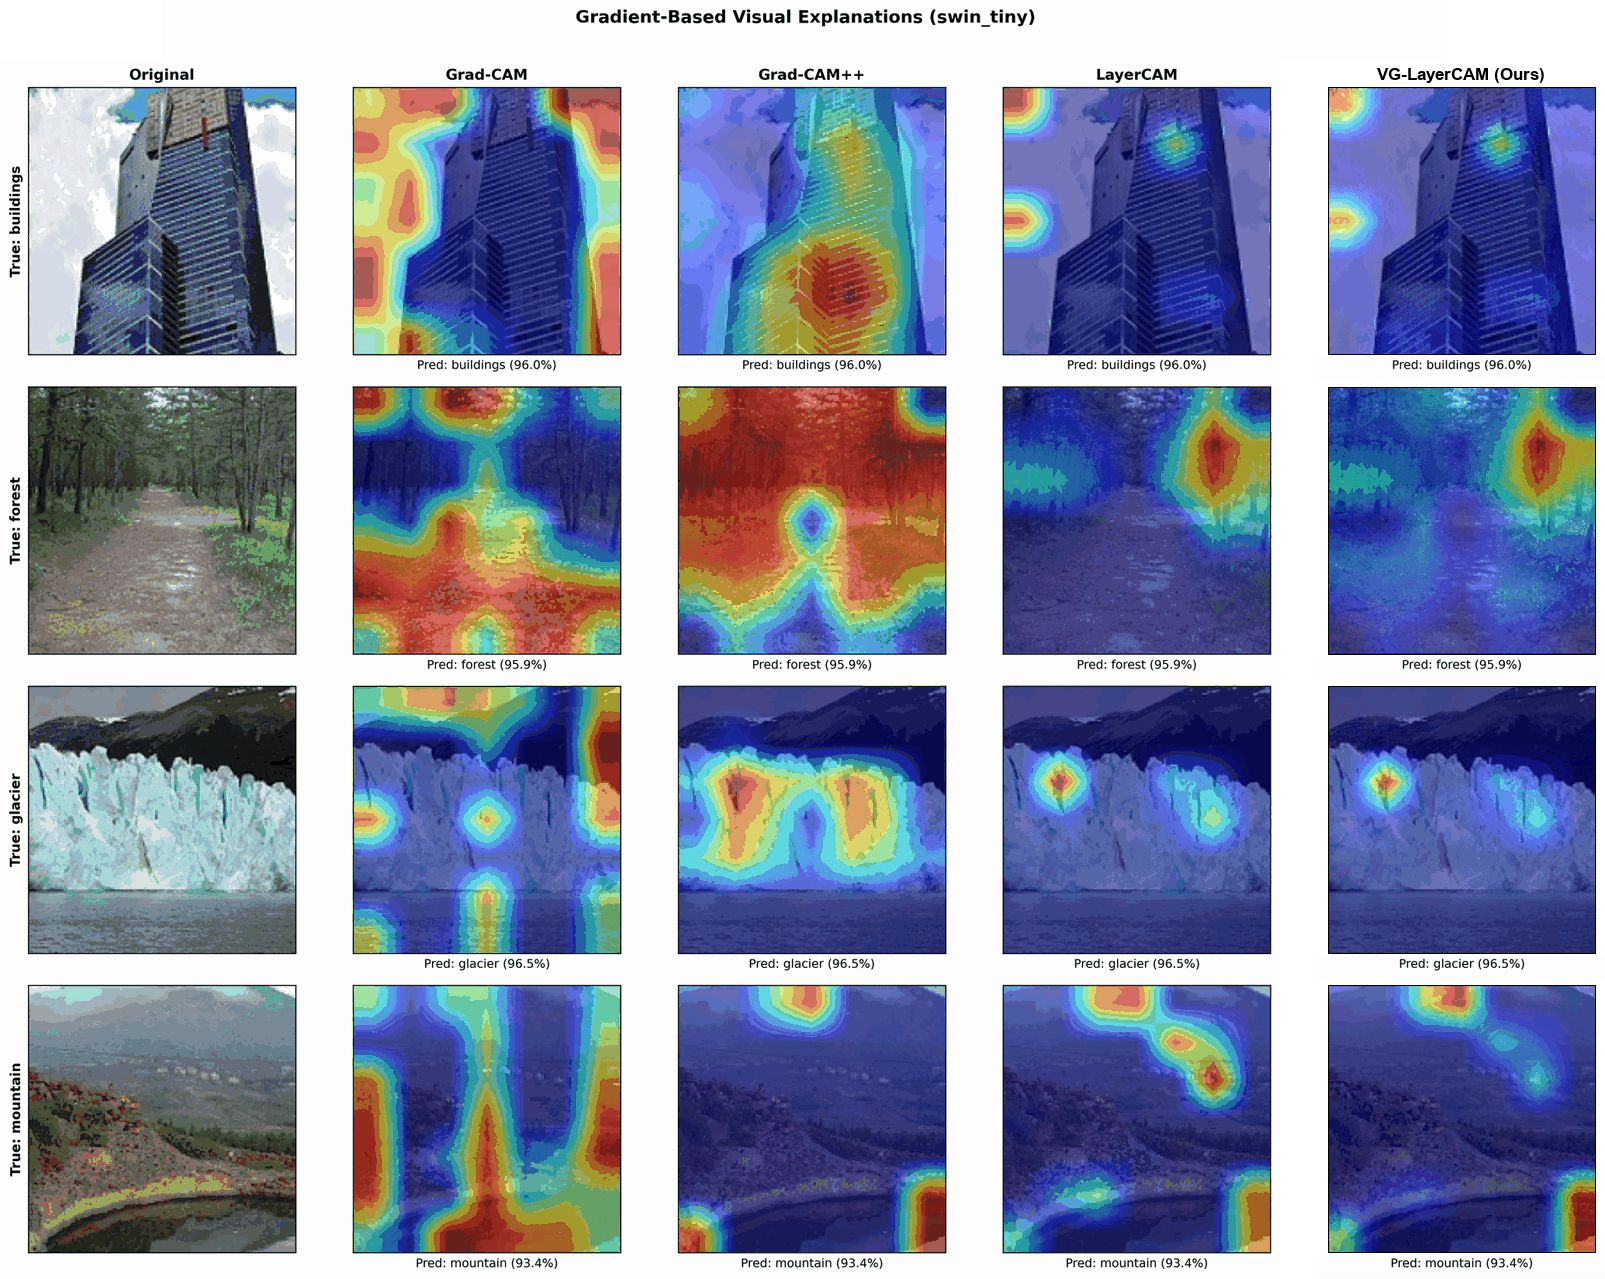 Gradient-Based Visual Explanations (swin_tiny)
Original Grad-CAM Grad-CAM++ LayerCAM VG-LayerCAM (Ours)
True: buildings
Pred: buildings (96.0%) Pred: buildings (96.0%) Pred: buildings (96.0%) Pred: buildings (96.0%)
True: forest
Pred: forest (95.9%) Pred: forest (95.9%) Pred: forest (95.9%) Pred: forest (95.9%)
True: glacier
Pred: glacier (96.5%) Pred: glacier (96.5%) Pred: glacier (96.5%) Pred: glacier (96.5%)
True: mountain
Pred: mountain (93.4%) Pred: mountain (93.4%) Pred: mountain (93.4%) Pred: mountain (93.4%)